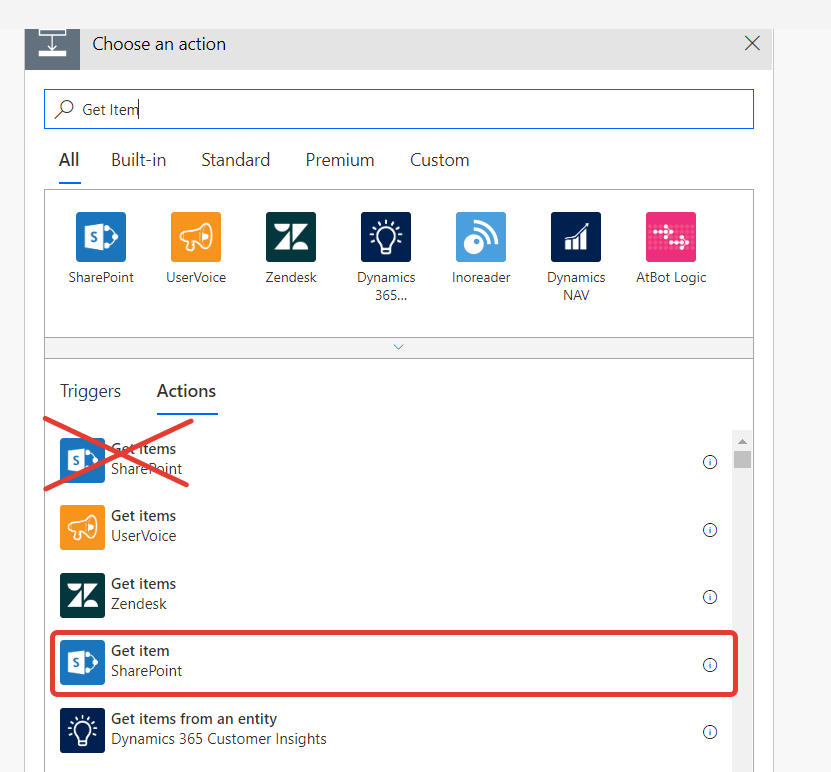 Choose an action
Get Item
All Built-in Standard Premium Custom
SharePoint UserVoice Zendesk Dynamics 365... Inoreader Dynamics NAV AtBot Logic
Triggers Actions
Get items
SharePoint
Get items
UserVoice
Get items
Zendesk
Get item
SharePoint
Get items from an entity
Dynamics 365 Customer Insights